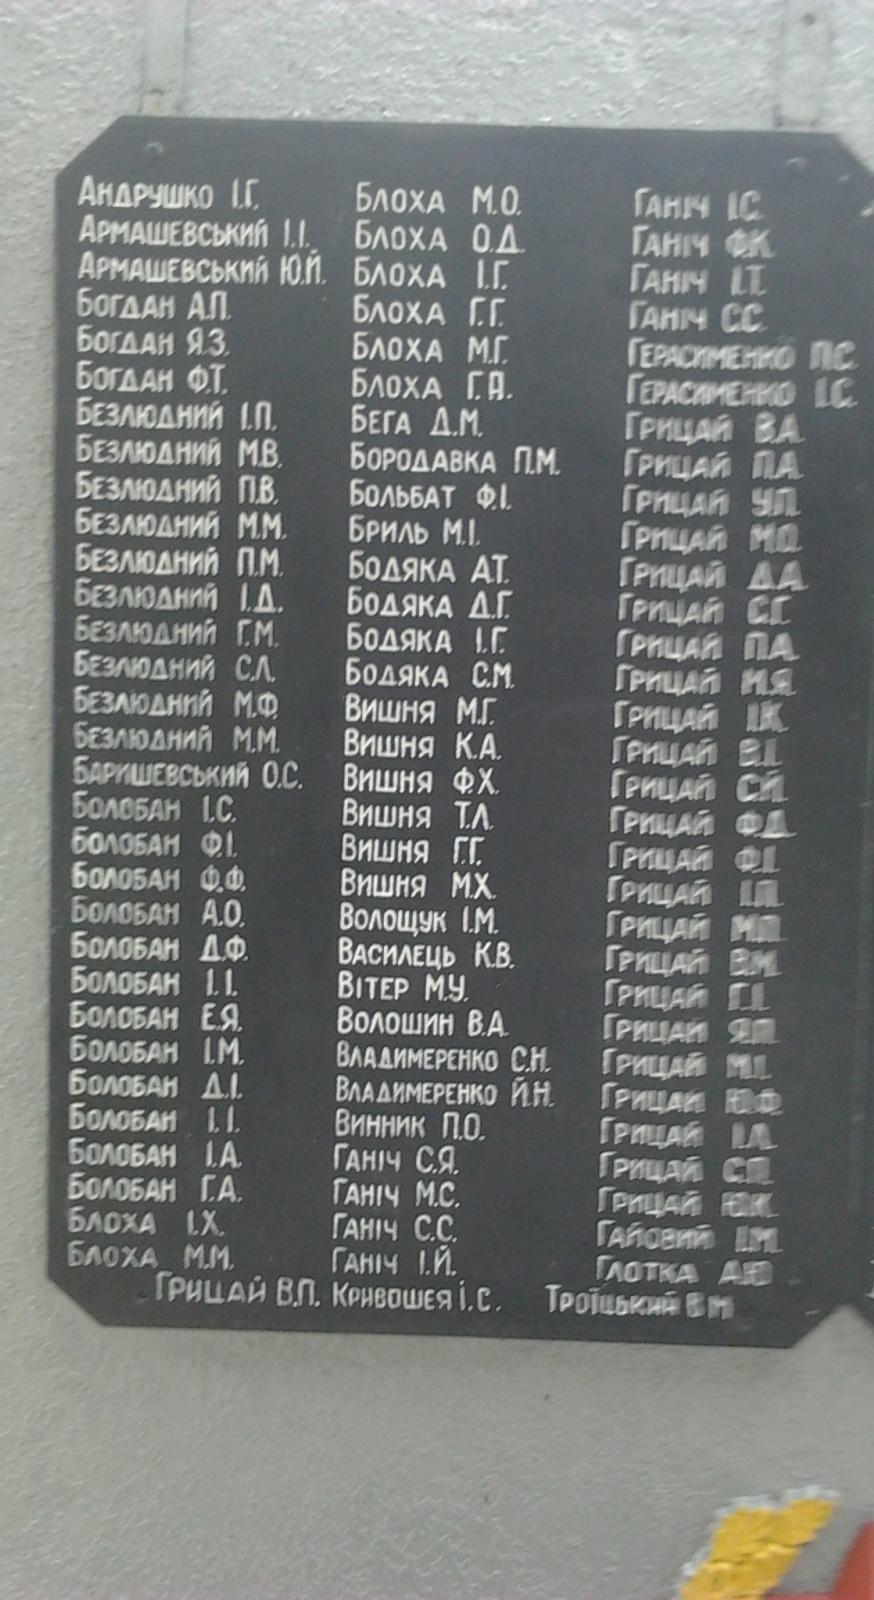 Андрушко І.Г.
Армашевський І.І.
Армашевський Ю.Й.
Богдан А.П.
Богдан Я.З.
Богдан Ф.Т.
Безлюдний І.П.
Безлюдний М.В.
Безлюдний П.В.
Безлюдний М.М.
Безлюдний П.М.
Безлюдний І.Д.
Безлюдний Г.М.
Безлюдний С.Л.
Безлюдний М.Ф.
Безлюдний М.М.
Баришевський О.С.
Болобан І.С.
Болобан Ф.І.
Болобан Ф.Ф.
Болобан А.О.
Болобан Д.Ф.
Болобан І.І.
Болобан Е.Я.
Болобан І.М.
Болобан Д.І.
Болобан І.І.
Болобан І.А.
Болобан Г.А.
Блоха І.Х.
Блоха М.М.
Блоха М.О.
Блоха О.Д.
Блоха І.Г.
Блоха Г.Г.
Блоха М.Г.
Блоха Г.А.
Бега Д.М.
Бородавка П.М.
Больбат Ф.І.
Бриль М.І.
Бодяка А.Т.
Бодяка Д.Г.
Бодяка І.Г.
Бодяка С.М.
Вишня М.Г.
Вишня К.А.
Вишня Ф.Х.
Вишня Т.Л.
Вишня Г.Г.
Вишня М.Х.
Волощук І.М.
Василець К.В.
Вітер М.У.
Волошин В.А.
Владимеренко С.Н.
Владимеренко Й.Н.
Винник П.О.
Ганіч С.Я.
Ганіч М.С.
Ганіч С.С.
Ганіч І.Й.
Ганіч І.С.
Ганіч Ф.К.
Ганіч І.Т.
Ганіч С.С.
Герасименко П.С.
Герасименко І.С.
Грицай В.А.
Грицай П.А.
Грицай У.П.
Грицай М.О.
Грицай Д.А.
Грицай С.Г.
Грицай П.А.
Грицай М.Я.
Грицай І.К.
Грицай В.І.
Грицай С.Й.
Грицай Ф.Д.
Грицай Ф.І.
Грицай І.П.
Грицай М.П.
Грицай В.М.
Грицай Г.І.
Грицай Я.П.
Грицай М.І.
Грицай Ю.Ф.
Грицай
Грицай С.П.
Грицай Ю.К.
Гайовий І.М.
Глотка А.Ю.
Грицай В.П. Кривошея і.С. Троїцький В М